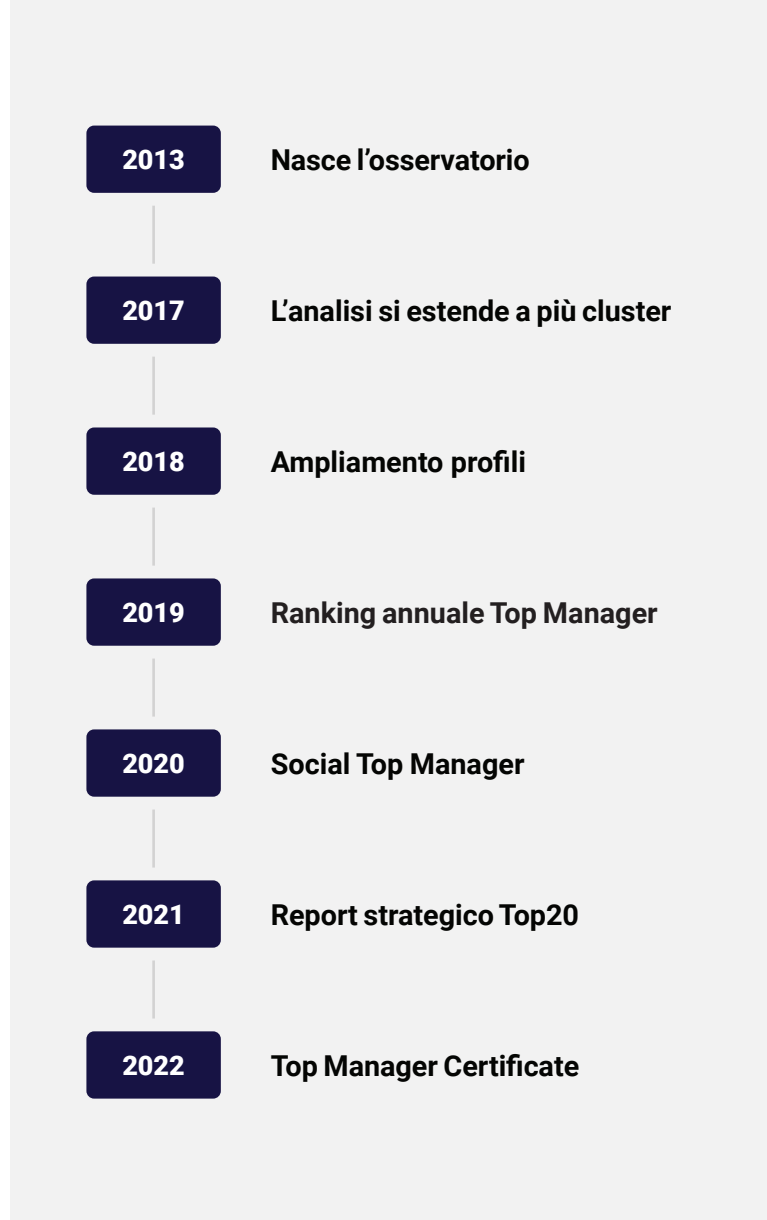 2013 Nasce l’osservatorio
2017 L’analisi si estende a più cluster
2018 Ampliamento profili
2019 Ranking annuale Top Manager
2020 Social Top Manager
2021 Report strategico Top20
2022 Top Manager Certificate